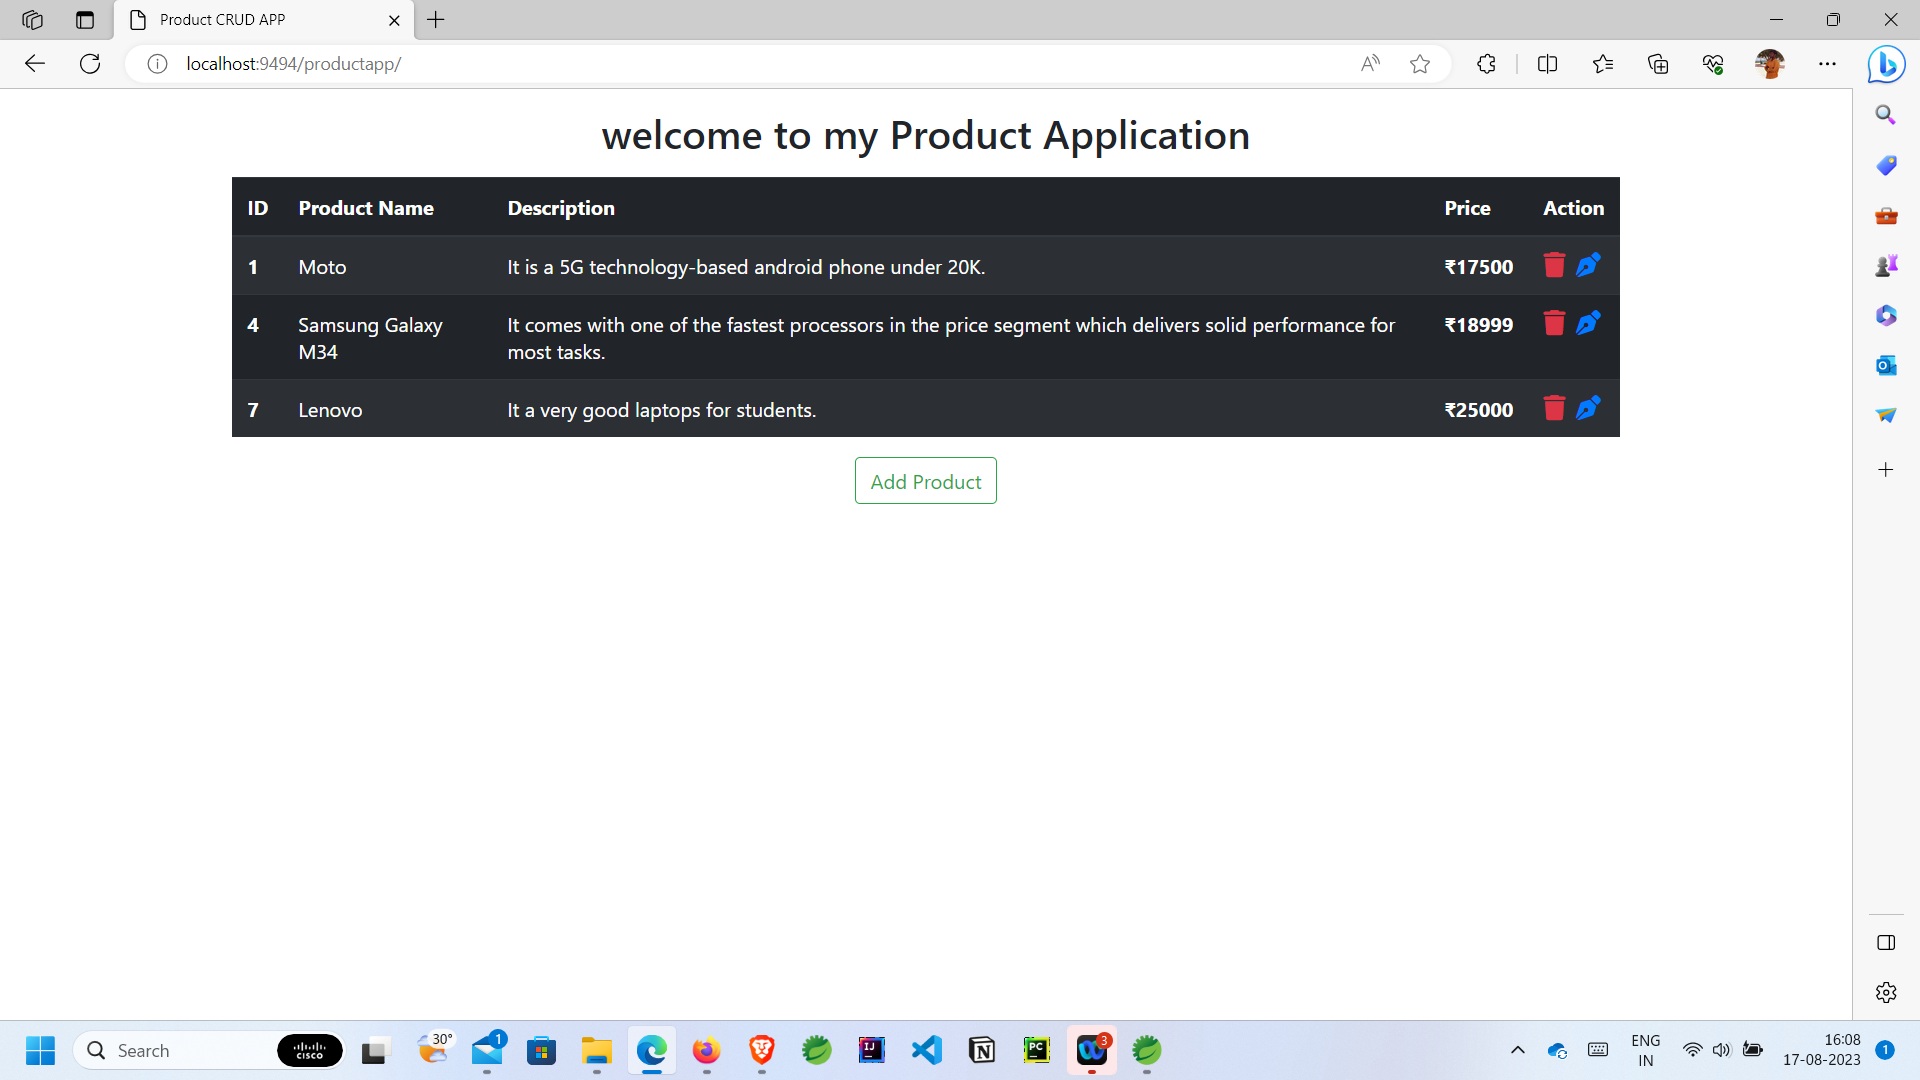 Product CRUD APP
localhost:9494/productapp/
welcome to my Product Application
ID Product Name Description Price Action
1 Moto It is a 5G technology-based android phone under 20K. ₹17500
4 Samsung Galaxy It comes with one of the fastest processors in the price segment which delivers solid performance for ₹18999
M34 most tasks.
7 Lenovo It a very good laptops for students. ₹25000
Add Product
Search
cisco
30°
1
IJ
PC
3
ENG
IN
16:08
17-08-2023
1